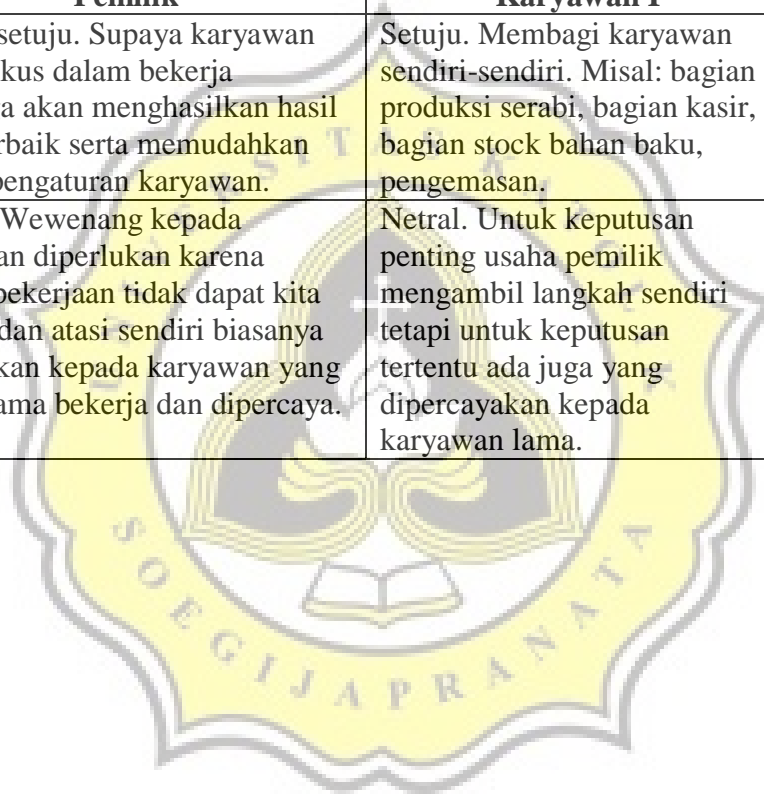 Pemilik
Karyawan I
setuju. Supaya karyawan
kus dalam bekerja
a akan menghasilkan hasil
rbaik serta memudahkan
pengaturan karyawan.
Setuju. Membagi karyawan
sendiri-sendiri. Misal: bagian
produksi serabi, bagian kasir,
bagian stock bahan baku,
pengemasan.
Wewenang kepada
an diperlukan karena
pekerjaan tidak dapat kita
dan atasi sendiri biasanya
kan kepada karyawan yang
ama bekerja dan dipercaya.
Netral. Untuk keputusan
penting usaha pemilik
mengambil langkah sendiri
tetapi untuk keputusan
tertentu ada juga yang
dipercayakan kepada
karyawan lama.
UNIVERSITAS KATOLIK
SOEGIJAPRANATA